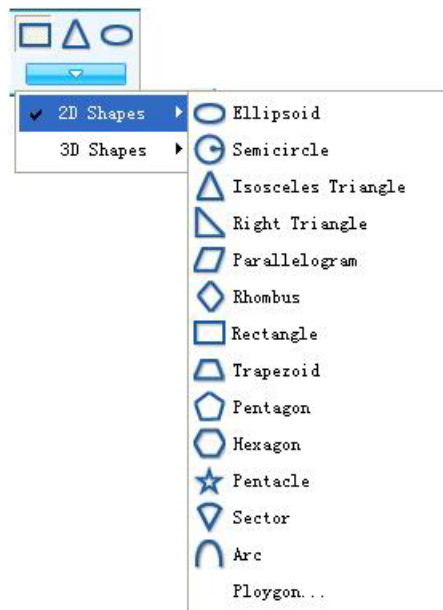 2D Shapes
3D Shapes
Ellipsoid
Semicircle
Isosceles Triangle
Right Triangle
Parallelogram
Rhombus
Rectangle
Trapezoid
Pentagon
Hexagon
Pentacle
Sector
Arc
Ploygon...